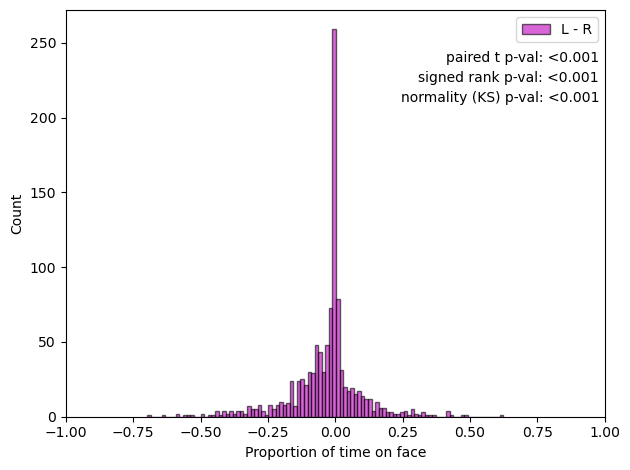 L - R
paired t p-val: <0.001
signed rank p-val: <0.001
normality (KS) p-val: <0.001
250
200
150
100
50
0
Count
−1.00 −0.75 −0.50 −0.25 0.00 0.25 0.50 0.75 1.00
Proportion of time on face